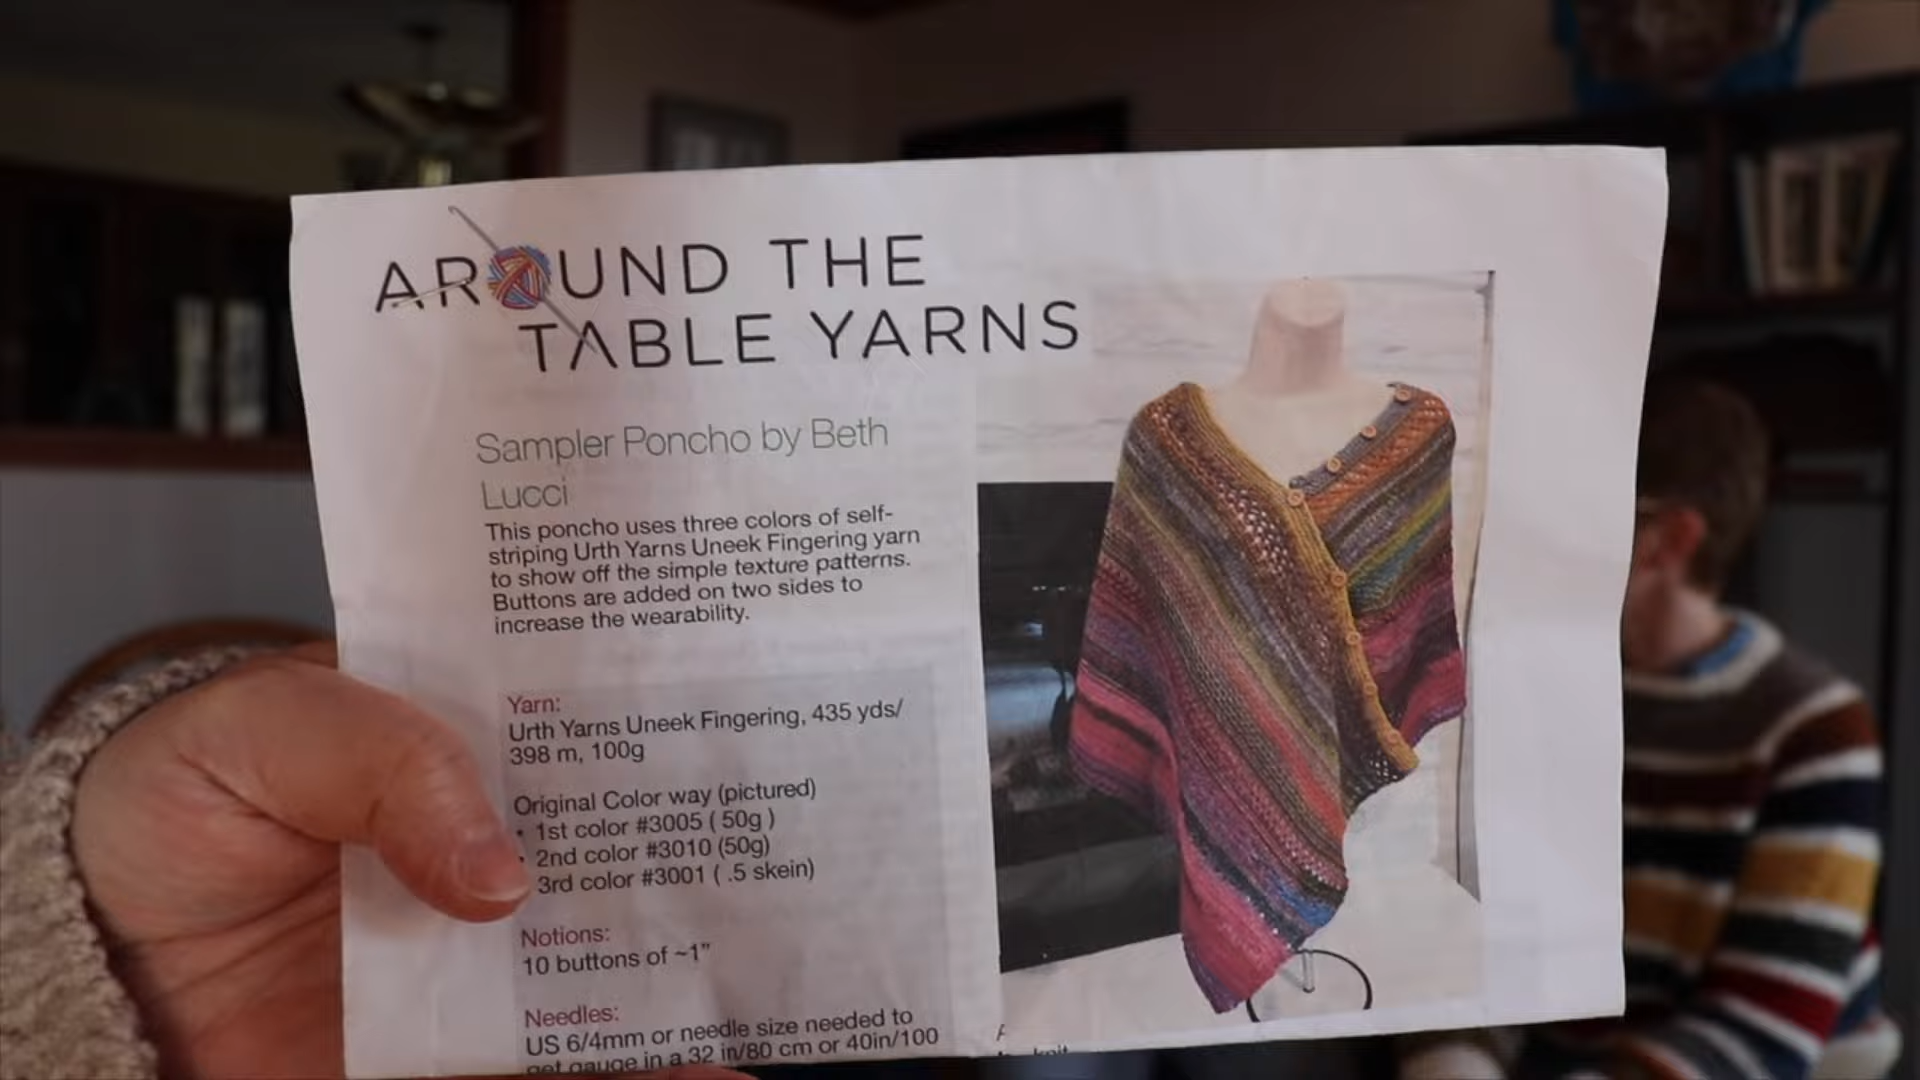 AROUND THE
TABLE YARNS
Sampler Poncho by Beth
Lucci
This poncho uses three colors of self-
striping Urth Yarns Uneek Fingering yarn
to show off the simple texture patterns.
Buttons are added on two sides to
increase the wearability.
Yarn:
Urth Yarns Uneek Fingering, 435 yds/
398 m, 100g
Original Color way (pictured)
• 1st color #3005 ( 50g )
• 2nd color #3010 (50g)
3rd color #3001 ( .5 skein)
Notions:
10 buttons of ~1"
Needles:
US 6/4mm or needle size needed to
get gauge in a 32 in/80 cm or 40in/100